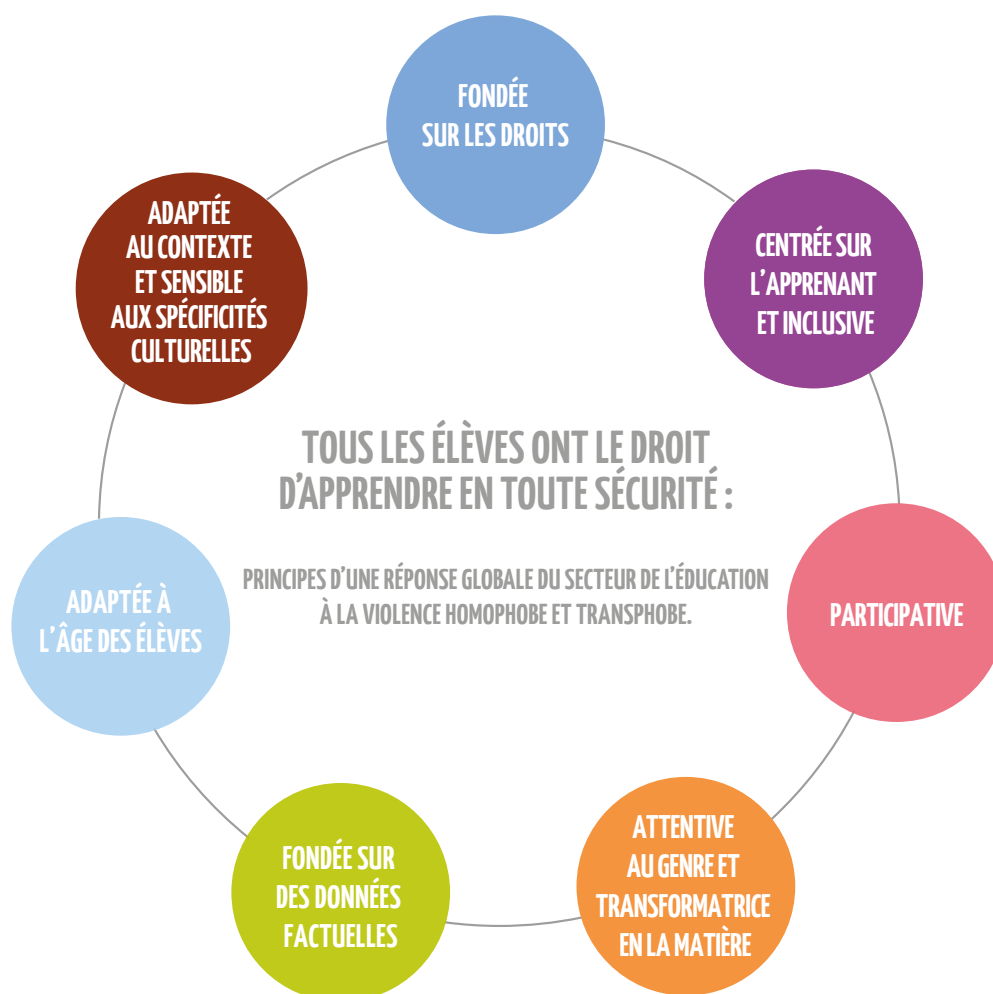 FONDÉE
SUR LES DROITS
CENTRÉE SUR
L'APPRENANT
ET INCLUSIVE
PARTICIPATIVE
ATTENTIVE
AU GENRE ET
TRANSFORMATRICE
EN LA MATIÈRE
FONDÉE SUR
DES DONNÉES
FACTUELLES
ADAPTÉE À
L'ÂGE DES ÉLÈVES
ADAPTÉE
AU CONTEXTE
ET SENSIBLE
AUX SPÉCIFICITÉS
CULTURELLES
TOUS LES ÉLÈVES ONT LE DROIT
D'APPRENDRE EN TOUTE SÉCURITÉ :
PRINCIPES D'UNE RÉPONSE GLOBALE DU SECTEUR DE L'ÉDUCATION
À LA VIOLENCE HOMOPHOBE ET TRANSPHOBE.